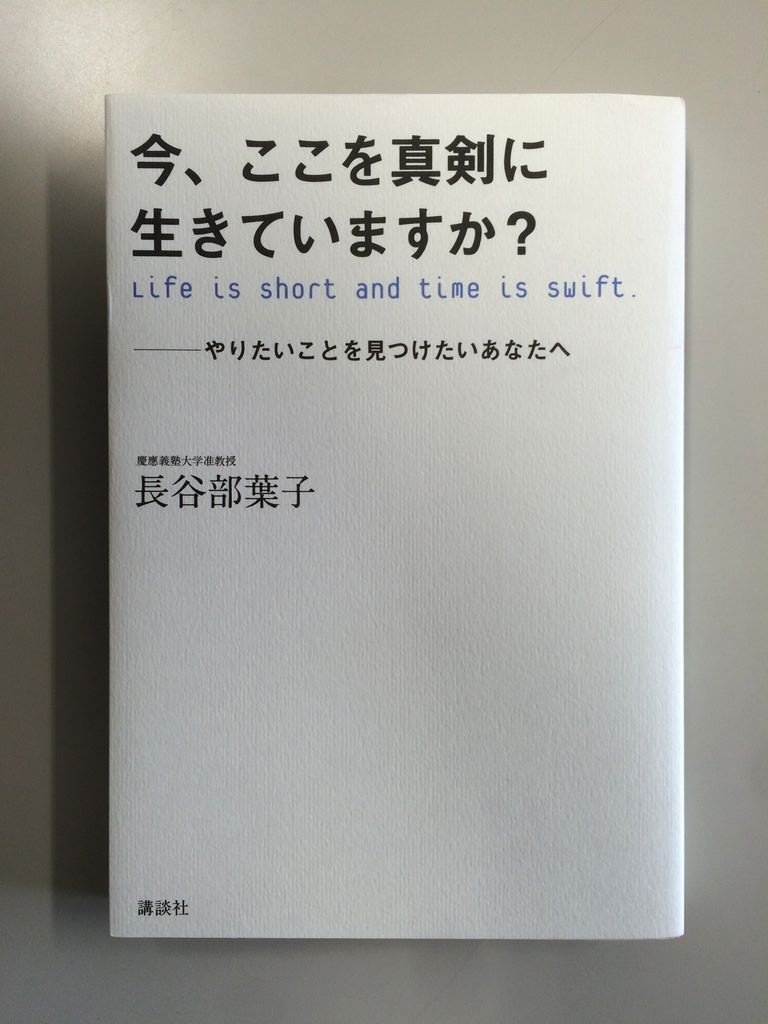 今、ここを真剣に
生きていますか？
Life is short and time is swift.
――やりたいことを見つけたいあなたへ
慶應義塾大学准教授
長谷部葉子
講談社